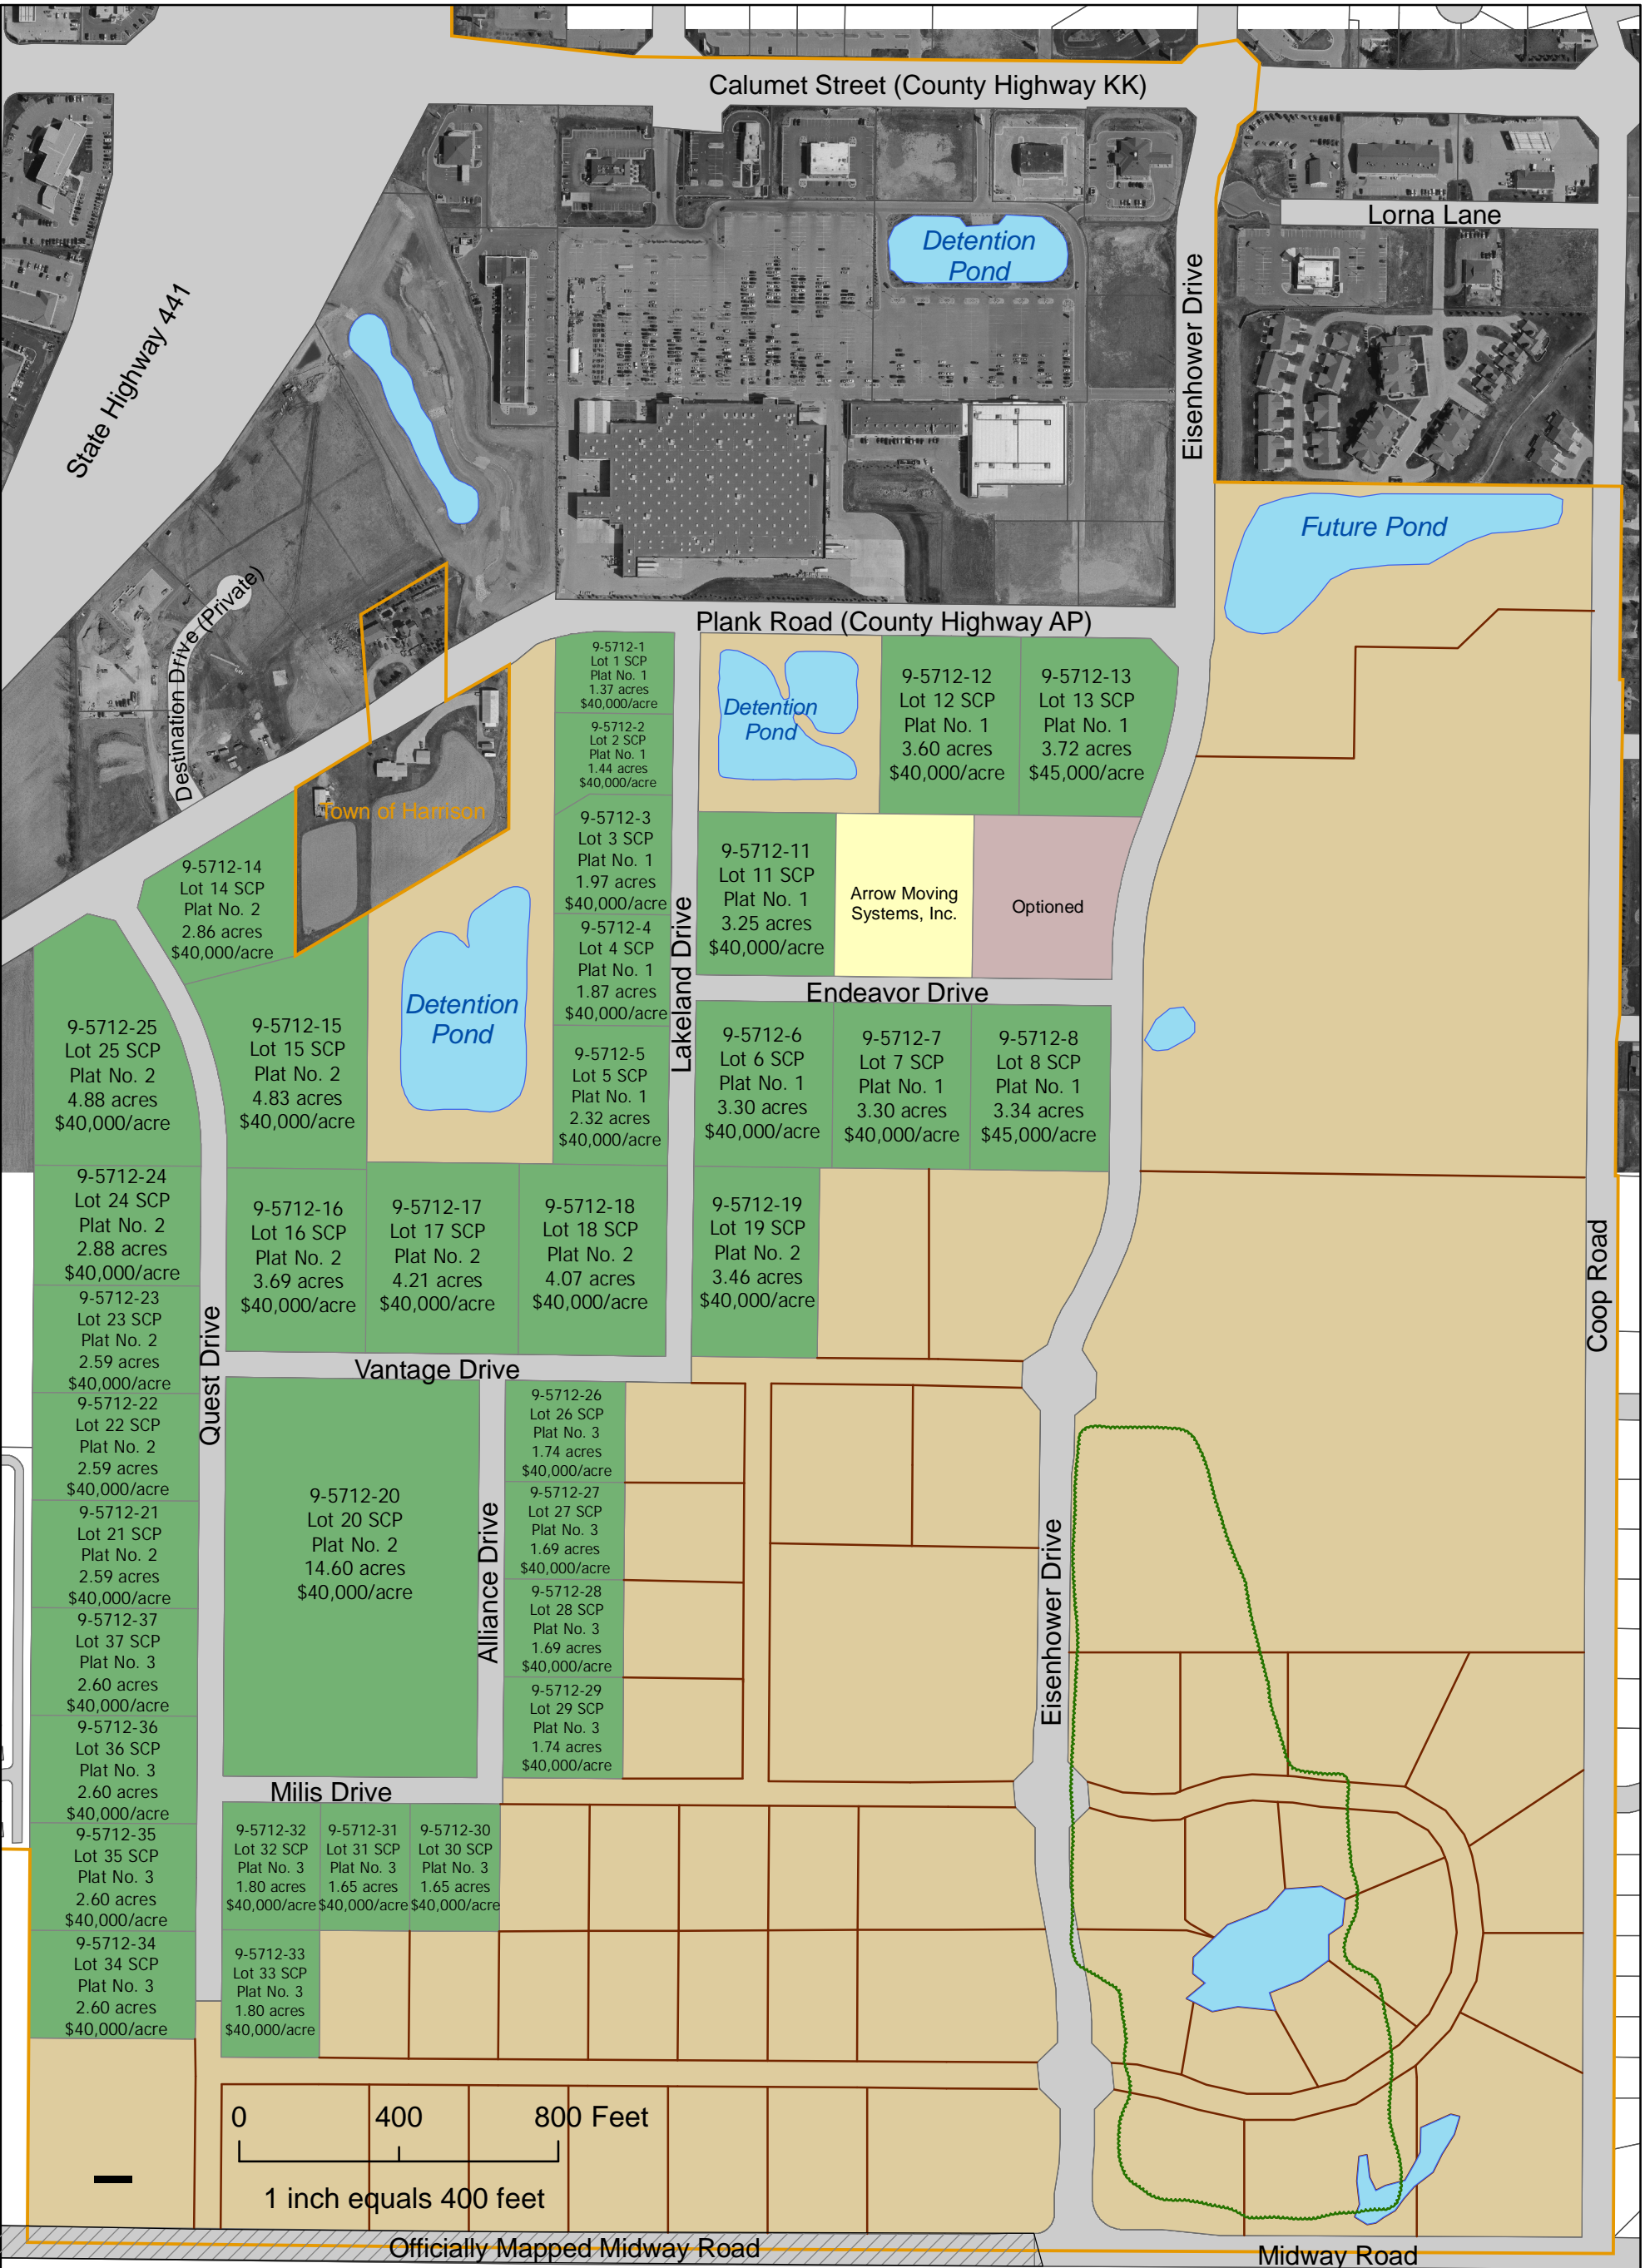 Calumet Street (County Highway KK)
Lorna Lane
Detention
Pond
Eisenhower Drive
State Highway 441
Future Pond
Destination Drive (Private)
Plank Road (County Highway AP)
9-5712-1
Lot 1 SCP
Plat No. 1
1.37 acres
$40,000/acre
9-5712-2
Lot 2 SCP
Plat No. 1
1.44 acres
$40,000/acre
Detention
Pond
9-5712-12
Lot 12 SCP
Plat No. 1
3.60 acres
$40,000/acre
9-5712-13
Lot 13 SCP
Plat No. 1
3.72 acres
$45,000/acre
Town of Harrison
9-5712-3
Lot 3 SCP
Plat No. 1
1.97 acres
$40,000/acre
9-5712-11
Lot 11 SCP
Plat No. 1
3.25 acres
$40,000/acre
Arrow Moving
Systems, Inc.
Optioned
9-5712-14
Lot 14 SCP
Plat No. 2
2.86 acres
$40,000/acre
9-5712-4
Lot 4 SCP
Plat No. 1
1.87 acres
$40,000/acre
Lakeland Drive
Endeavor Drive
Detention
Pond
9-5712-25
Lot 25 SCP
Plat No. 2
4.88 acres
$40,000/acre
9-5712-15
Lot 15 SCP
Plat No. 2
4.83 acres
$40,000/acre
9-5712-5
Lot 5 SCP
Plat No. 1
2.32 acres
$40,000/acre
9-5712-6
Lot 6 SCP
Plat No. 1
3.30 acres
$40,000/acre
9-5712-7
Lot 7 SCP
Plat No. 1
3.30 acres
$40,000/acre
9-5712-8
Lot 8 SCP
Plat No. 1
3.34 acres
$45,000/acre
9-5712-24
Lot 24 SCP
Plat No. 2
2.88 acres
$40,000/acre
9-5712-16
Lot 16 SCP
Plat No. 2
3.69 acres
$40,000/acre
9-5712-17
Lot 17 SCP
Plat No. 2
4.21 acres
$40,000/acre
9-5712-18
Lot 18 SCP
Plat No. 2
4.07 acres
$40,000/acre
9-5712-19
Lot 19 SCP
Plat No. 2
3.46 acres
$40,000/acre
Coop Road
9-5712-23
Lot 23 SCP
Plat No. 2
2.59 acres
$40,000/acre
Quest Drive
Vantage Drive
9-5712-22
Lot 22 SCP
Plat No. 2
2.59 acres
$40,000/acre
9-5712-26
Lot 26 SCP
Plat No. 3
1.74 acres
$40,000/acre
9-5712-20
Lot 20 SCP
Plat No. 2
14.60 acres
$40,000/acre
Alliance Drive
9-5712-27
Lot 27 SCP
Plat No. 3
1.69 acres
$40,000/acre
Eisenhower Drive
9-5712-21
Lot 21 SCP
Plat No. 2
2.59 acres
$40,000/acre
9-5712-28
Lot 28 SCP
Plat No. 3
1.69 acres
$40,000/acre
9-5712-37
Lot 37 SCP
Plat No. 3
2.60 acres
$40,000/acre
9-5712-29
Lot 29 SCP
Plat No. 3
1.74 acres
$40,000/acre
9-5712-36
Lot 36 SCP
Plat No. 3
2.60 acres
$40,000/acre
Milis Drive
9-5712-35
Lot 35 SCP
Plat No. 3
2.60 acres
$40,000/acre
9-5712-32
Lot 32 SCP
Plat No. 3
1.80 acres
$40,000/acre
9-5712-31
Lot 31 SCP
Plat No. 3
1.65 acres
$40,000/acre
9-5712-30
Lot 30 SCP
Plat No. 3
1.65 acres
$40,000/acre
9-5712-34
Lot 34 SCP
Plat No. 3
2.60 acres
$40,000/acre
9-5712-33
Lot 33 SCP
Plat No. 3
1.80 acres
$40,000/acre
0 400 800 Feet
1 inch equals 400 feet
Officially Mapped Midway Road
Midway Road